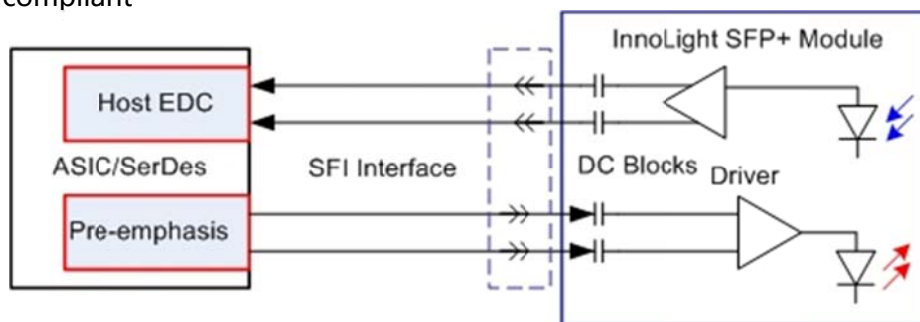 compliant
InnoLight SFP+ Module
Host EDC
ASIC/SerDes
SFI Interface
DC Blocks
Driver
Pre-emphasis